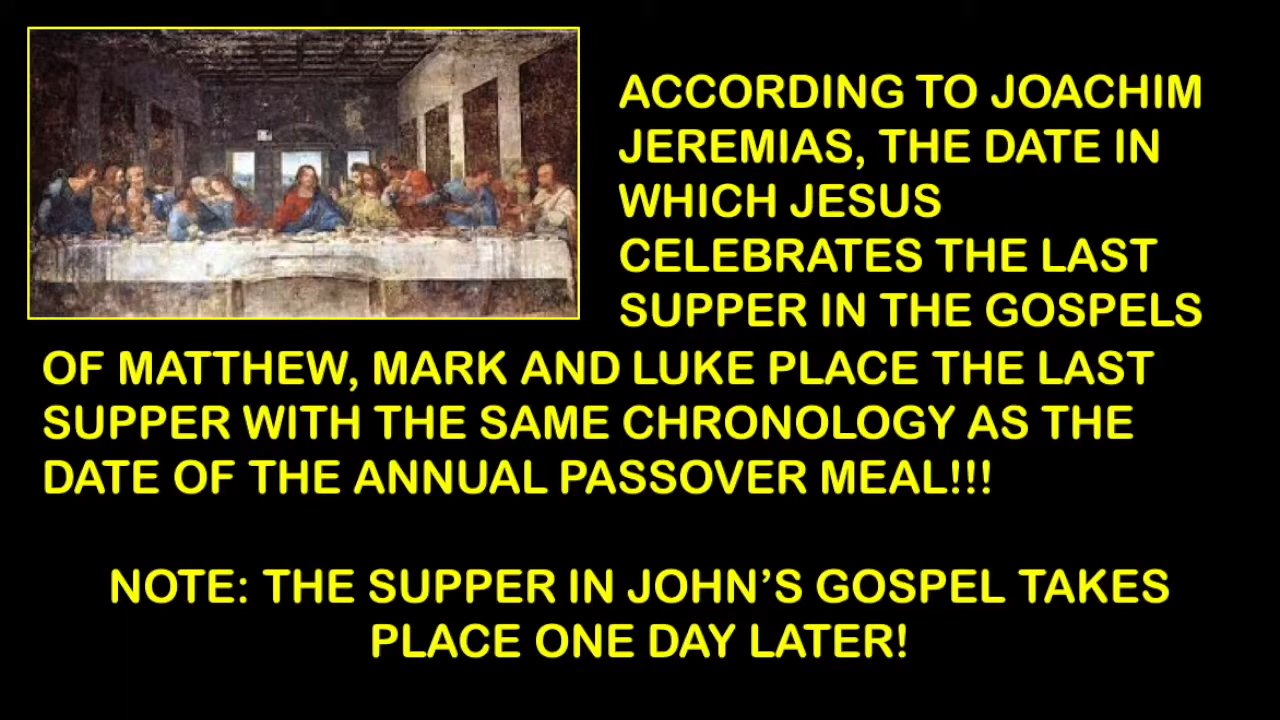 ACCORDING TO JOACHIM
JEREMIAS, THE DATE IN
WHICH JESUS
CELEBRATES THE LAST
SUPPER IN THE GOSPELS
OF MATTHEW, MARK AND LUKE PLACE THE LAST
SUPPER WITH THE SAME CHRONOLOGY AS THE
DATE OF THE ANNUAL PASSOVER MEAL!!!
NOTE: THE SUPPER IN JOHN’S GOSPEL TAKES
PLACE ONE DAY LATER!